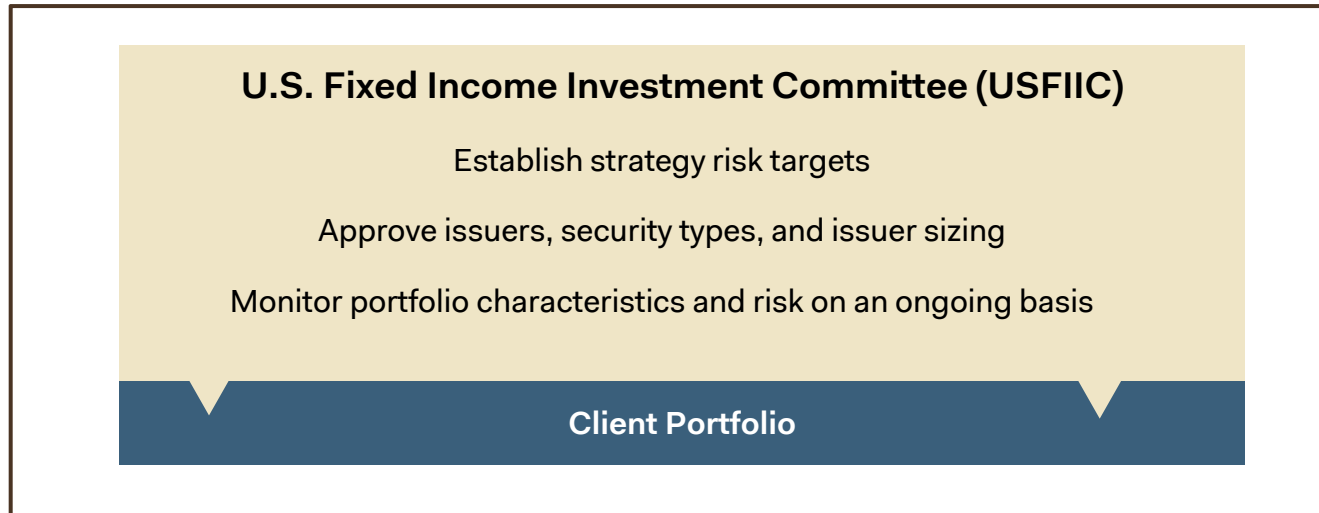 U.S. Fixed Income Investment Committee (USFIIC)
Establish strategy risk targets
Approve issuers, security types, and issuer sizing
Monitor portfolio characteristics and risk on an ongoing basis
Client Portfolio